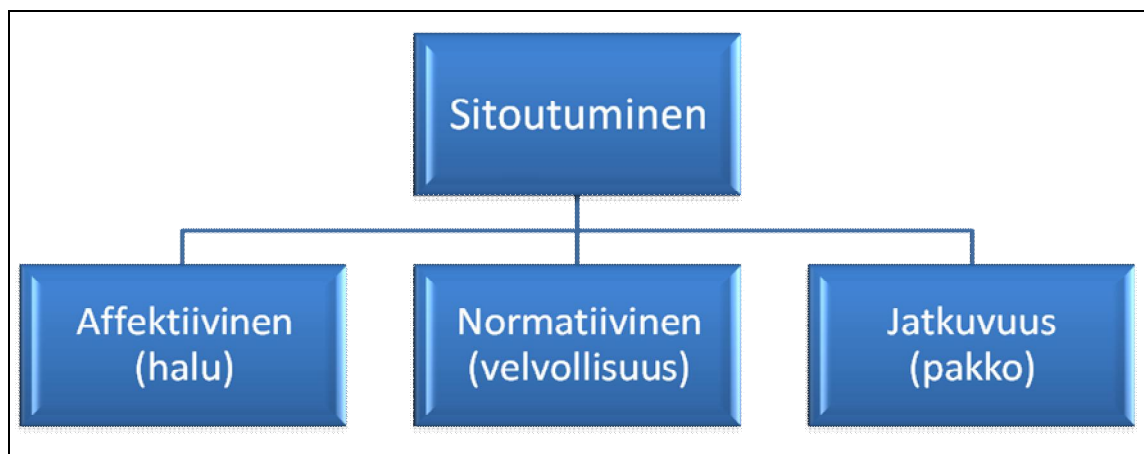 Sitoutuminen
Affektiivinen
(halu)
Normatiivinen
(velvollisuus)
Jatkuvuus
(pakko)